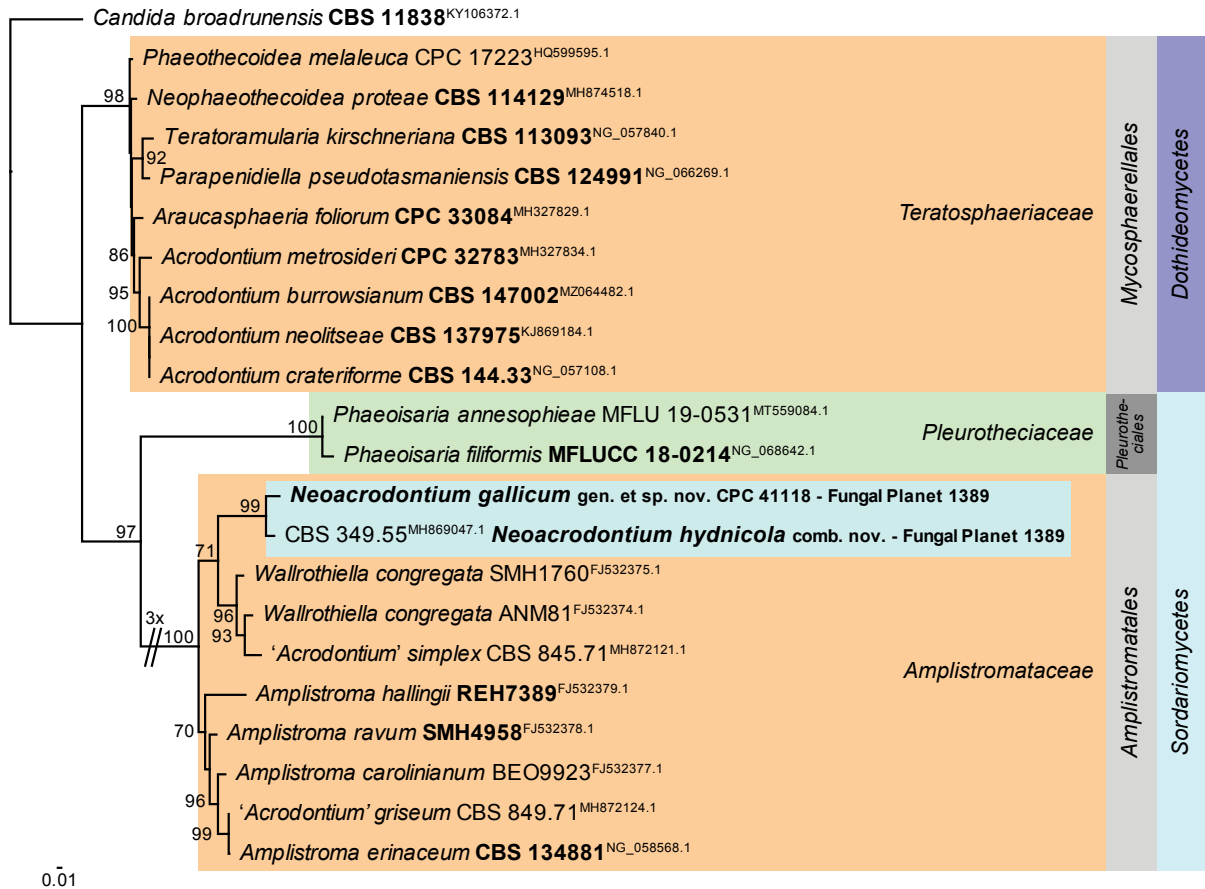 Candida broadrunensis CBS 11838KY106372.1
Phaeothecoidea melaleuca CPC 17223HQ599595.1
98
Neophaeothecoidea proteae CBS 114129MH874518.1
Teratoramularia kirschneriana CBS 113093NG_057840.1
92
Parapenidiella pseudotasmaniensis CBS 124991NG_066269.1
Araucasphaeria foliorum CPC 33084MH327829.1
Teratosphaeriaceae
Mycosphaerellales
Dothideomycetes
86
Acrodontium metrosideri CPC 32783MH327834.1
95
Acrodontium burrowsianum CBS 147002MZ064482.1
100
Acrodontium neolitseae CBS 137975KJ869184.1
Acrodontium crateriforme CBS 144.33NG_057108.1
Phaeoisaria annesophieae MFLU 19-0531MT559084.1
100
Pleurotheciaceae
Pleurothe-
ciales
Phaeoisaria filiformis MFLUCC 18-0214NG_068642.1
Neoacrodontium gallicum gen. et sp. nov. CPC 41118 - Fungal Planet 1389
99
CBS 349.55MH869047.1 Neoacrodontium hydnicola comb. nov. - Fungal Planet 1389
97
71
Wallrothiella congregata SMH1760FJ532375.1
96
Wallrothiella congregata ANM81FJ532374.1
3x
100
93
'Acrodontium' simplex CBS 845.71MH872121.1
Amplistromataceae
Amplistromatales
Sordariomycetes
Amplistroma hallingii REH7389FJ532379.1
70
Amplistroma ravum SMH4958FJ532378.1
Amplistroma carolinianum BEO9923FJ532377.1
96
'Acrodontium' griseum CBS 849.71MH872124.1
99
Amplistroma erinaceum CBS 134881NG_058568.1
0.01